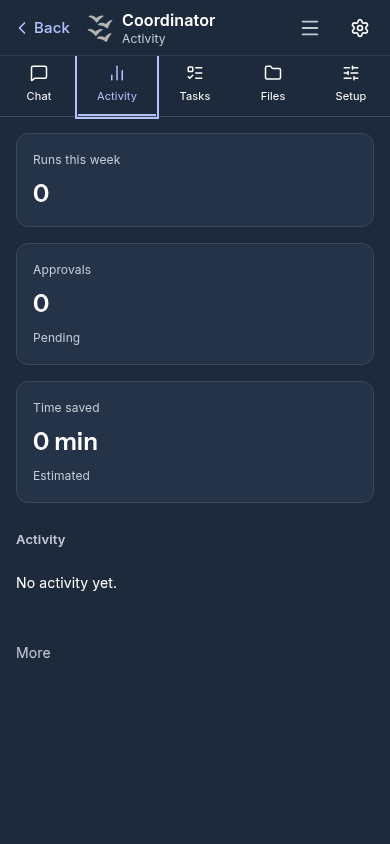 Back
Coordinator
Activity
Chat
Activity
Tasks
Files
Setup
Runs this week
0
Approvals
0
Pending
Time saved
0 min
Estimated
Activity
No activity yet.
More